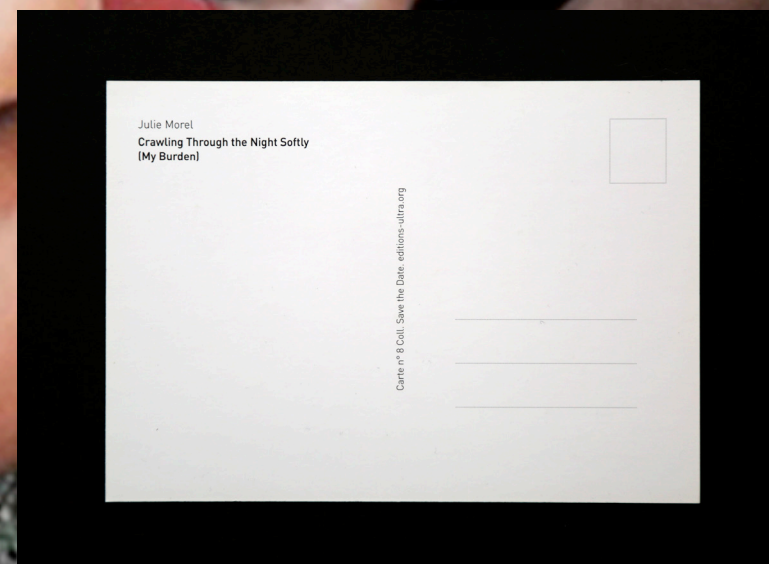 Julie Morel
Crawling Through the Night Softly
(My Burden)
Carte n° 8 Coll. Save the Date. editions-ultra.org